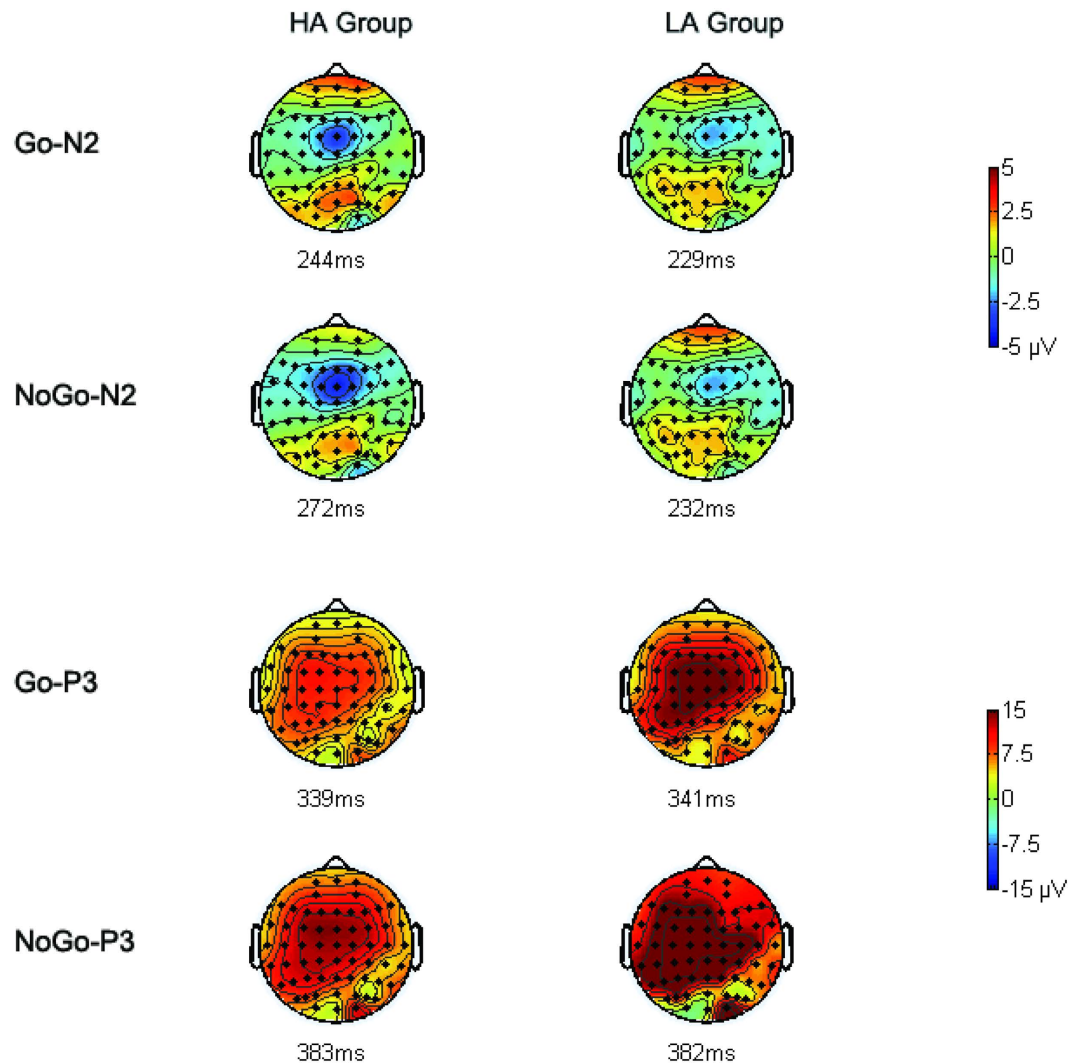 HA Group
LA Group
Go-N2
244ms
229ms
5
2.5
0
-2.5
-5 µV
NoGo-N2
272ms
232ms
Go-P3
339ms
341ms
15
7.5
0
-7.5
-15 µV
NoGo-P3
383ms
382ms